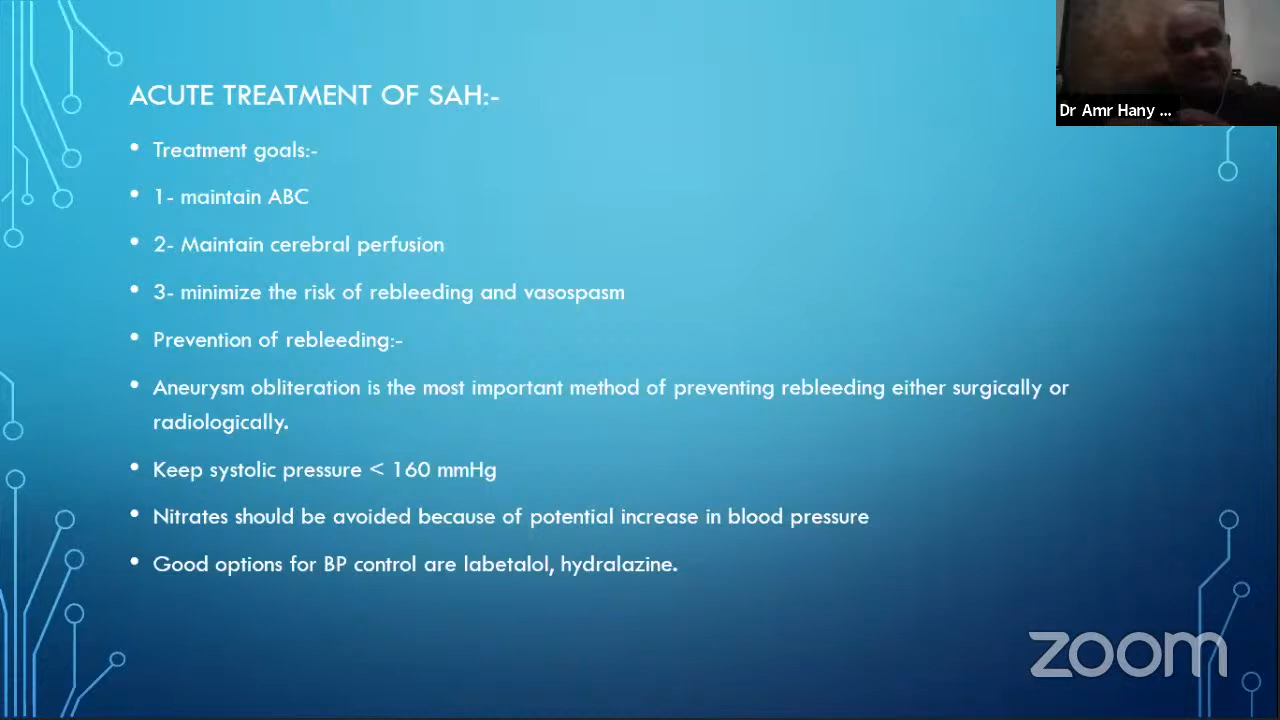 Dr Amr Hany ...
ACUTE TREATMENT OF SAH:-
• Treatment goals:-
• 1- maintain ABC
• 2- Maintain cerebral perfusion
• 3- minimize the risk of rebleeding and vasospasm
• Prevention of rebleeding:-
• Aneurysm obliteration is the most important method of preventing rebleeding either surgically or
radiologically.
• Keep systolic pressure < 160 mmHg
• Nitrates should be avoided because of potential increase in blood pressure
• Good options for BP control are labetalol, hydralazine.
zoom